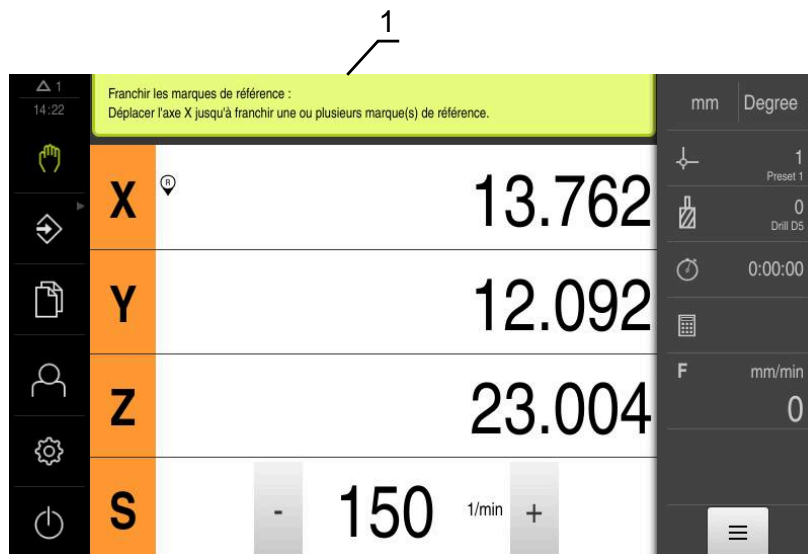 1
1
14:22
Franchir les marques de référence :
Déplacer l'axe X jusqu'à franchir une ou plusieurs marque(s) de référence.
mm Degree
X R 13.762
Y 12.092
Z 23.004
S - 150 1/min +
1
Preset 1
0
Drill D5
0:00:00
F mm/min
0